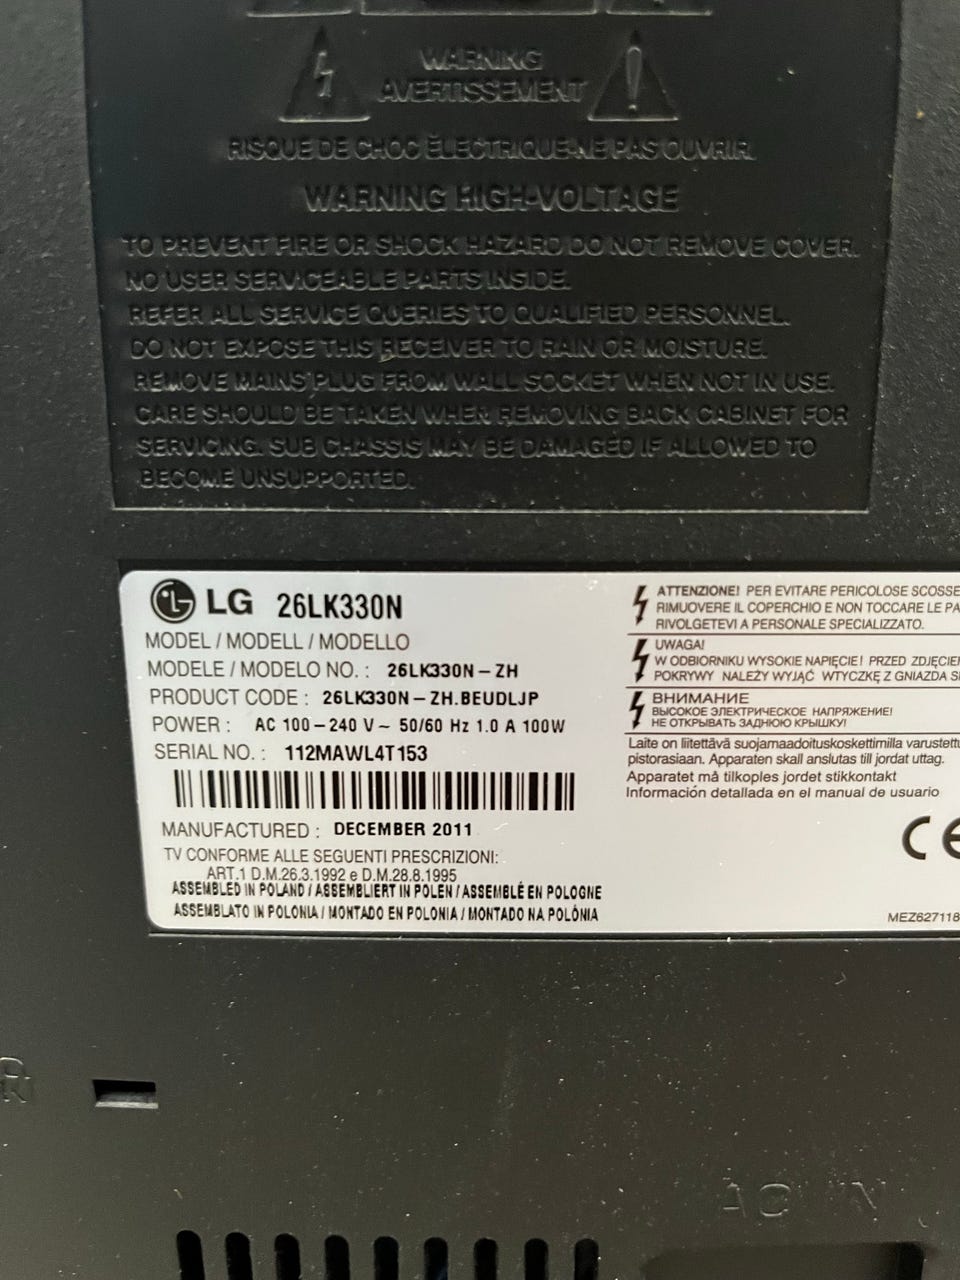 WARNING
AVERTISSEMENT
RISQUE DE CHOC ÉLECTRIQUE-NE PAS OUVRIR.
WARNING HIGH-VOLTAGE
TO PREVENT FIRE OR SHOCK HAZARD DO NOT REMOVE COVER.
NO USER SERVICEABLE PARTS INSIDE.
REFER ALL SERVICE QUERIES TO QUALIFIED PERSONNEL.
DO NOT EXPOSE THIS RECEIVER TO RAIN OR MOISTURE.
REMOVE MAINS PLUG FROM WALL SOCKET WHEN NOT IN USE.
CARE SHOULD BE TAKEN WHEN REMOVING BACK CABINET FOR
SERVICING. SUB CHASSIS MAY BE DAMAGED IF ALLOWED TO
BECOME UNSUPPORTED.
LG 26LK330N
MODEL / MODELL / MODELLO
MODELE / MODELO NO. : 26LK330N – ZH
PRODUCT CODE : 26LK330N – ZH.BEUDLJP
POWER : AC 100 – 240 V ~ 50/60 Hz 1.0 A 100W
SERIAL NO. : 112MAWL4T153
MANUFACTURED : DECEMBER 2011
TV CONFORME ALLE SEGUENTI PRESCRIZIONI:
ART.1 D.M.26.3.1992 e D.M.28.8.1995
ASSEMBLED IN POLAND / ASSEMBLIERT IN POLEN / ASSEMBLÉ EN POLOGNE
ASSEMBLATO IN POLONIA / MONTADO EN POLONIA / MONTADO NA POLÔNIA
ATTENZIONE! PER EVITARE PERICOLOSE SCOSSE
RIMUOVERE IL COPERCHIO E NON TOCCARE LE PA
RIVOLGETEVI A PERSONALE SPECIALIZZATO.
UWAGA!
W ODBIORNIKU WYSOKIE NAPIĘCIE! PRZED ZDJĘCIE
POKRYWY NALEŻY WYJĄĆ WTYCZKĘ Z GNIAZDA S
ВНИМАНИЕ
ВЫСОКОЕ ЭЛЕКТРИЧЕСКОЕ НАПРЯЖЕНИЕ!
НЕ ОТКРЫВАТЬ ЗАДНЮЮ КРЫШКУ!
Laite on liitettävä suojamaadoituskoskettimilla varustettu
pistorasiaan. Apparaten skall anslutas till jordat uttag.
Apparatet må tilkoples jordet stikkontakt
Información detallada en el manual de usuario
CE
MEZ627118
AC IN